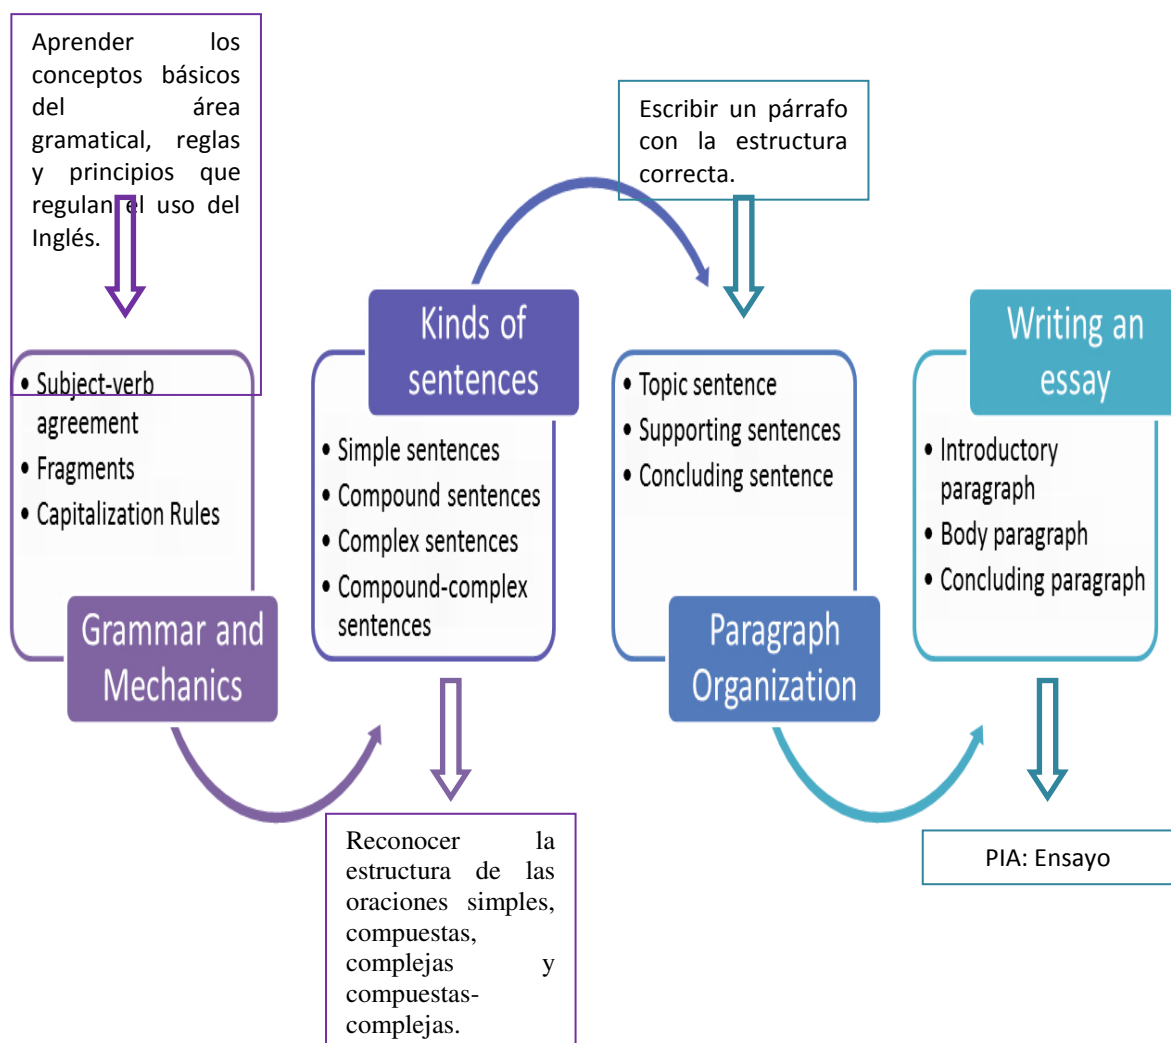 Aprender los
conceptos básicos
del área
gramatical, reglas
y principios que
regulan el uso del
Inglés.
• Subject-verb
agreement
• Fragments
• Capitalization Rules
Grammar and
Mechanics
Kinds of
sentences
• Simple sentences
• Compound sentences
• Complex sentences
• Compound-complex
sentences
Reconocer la
estructura de las
oraciones simples,
compuestas,
complejas y
compuestas-
complejas.
Escribir un párrafo
con la estructura
correcta.
• Topic sentence
• Supporting sentences
• Concluding sentence
Paragraph
Organization
Writing an
essay
• Introductory
paragraph
• Body paragraph
• Concluding paragraph
PIA: Ensayo